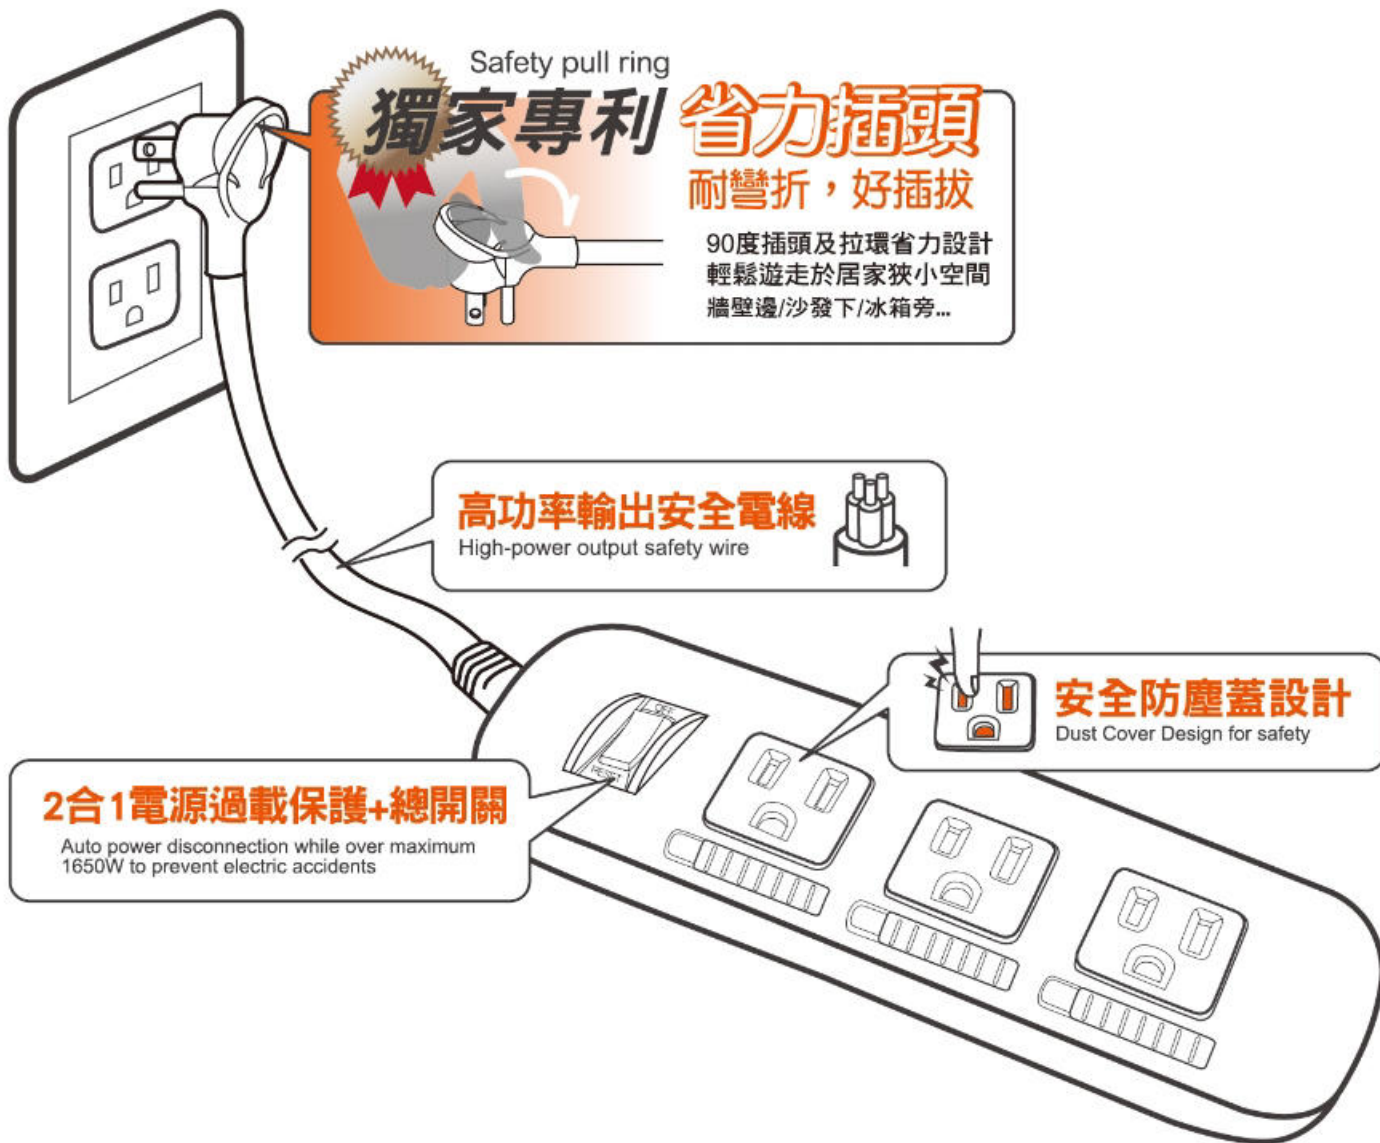 Safety pull ring
獨家專利 省力插頭
耐彎折，好插拔
90度插頭及拉環省力設計
輕鬆遊走於居家狹小空間
牆壁邊/沙發下/冰箱旁...
高功率輸出安全電線
High-power output safety wire
安全防塵蓋設計
Dust Cover Design for safety
2合1電源過載保護+總開關
Auto power disconnection while over maximum
1650W to prevent electric accidents
OFF
RESET